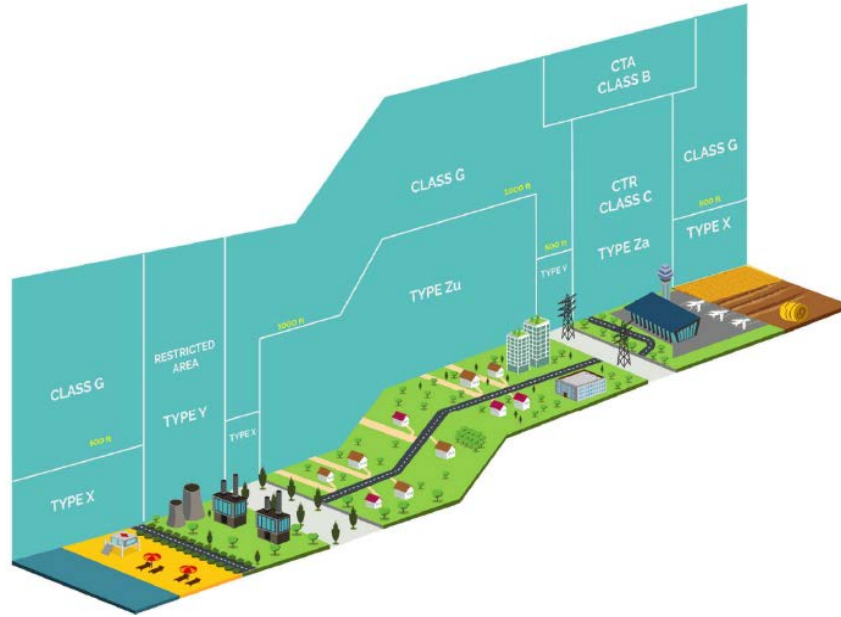 CTA
CLASS B
CLASS G
CLASS G
CTR
CLASS C
1000 ft
500 ft
TYPE X
500 ft
TYPE Y
TYPE Za
TYPE Zu
1000 ft
RESTRICTED
AREA
CLASS G
TYPE Y
TYPE X
500 ft
TYPE X